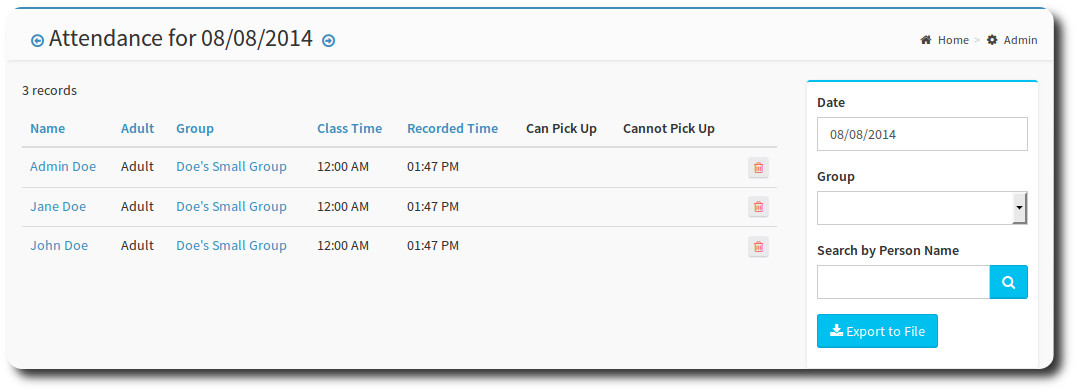 Attendance for 08/08/2014
Home > Admin
3 records
Name Adult Group Class Time Recorded Time Can Pick Up Cannot Pick Up
Admin Doe Adult Doe's Small Group 12:00 AM 01:47 PM
Jane Doe Adult Doe's Small Group 12:00 AM 01:47 PM
John Doe Adult Doe's Small Group 12:00 AM 01:47 PM
Date
08/08/2014
Group
Search by Person Name
Export to File